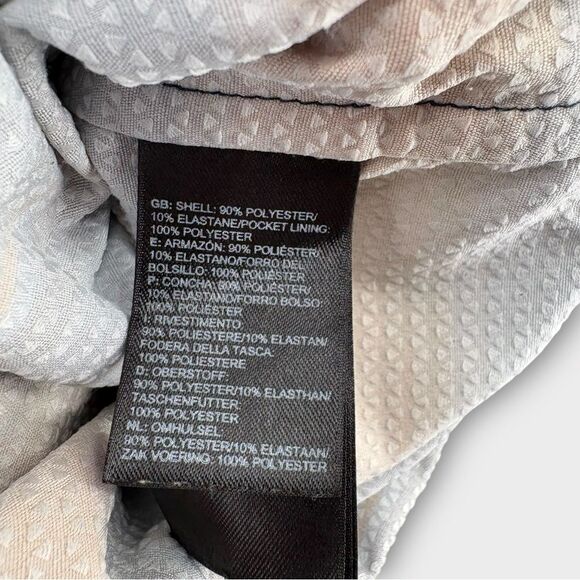 GB: SHELL: 90% POLYESTER/
10% ELASTANE/POCKET LINING:
100% POLYESTER
E: ARMAZÓN: 90% POLIÉSTER/
10% ELASTANO/FORRO DEL
BOLSILLO: 100% POLIÉSTER
P: CONCHA: 90% POLIÉSTER/
10% ELASTANO/FORRO BOLSO:
100% POLIÉSTER
I: RIVESTIMENTO
90% POLIESTERE/10% ELASTAN/
FODERA DELLA TASCA:
100% POLIESTERE
D: OBERSTOFF
90% POLYESTER/10% ELASTHAN/
TASCHENFUTTER
100% POLYESTER
NL: OMHULSEL
90% POLYESTER/10% ELASTAAN/
ZAK VOERING: 100% POLYESTER